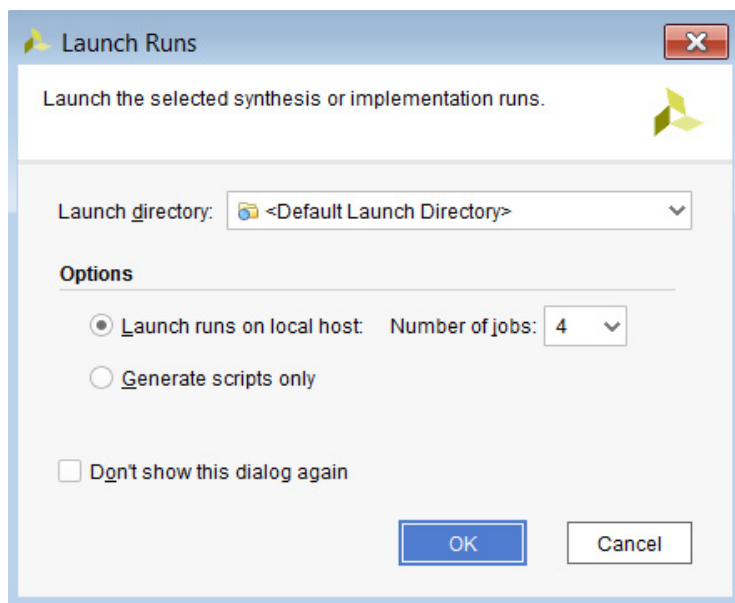 Launch Runs
Launch the selected synthesis or implementation runs.
Launch directory: <Default Launch Directory>
Options
Launch runs on local host: Number of jobs: 4
Generate scripts only
Don't show this dialog again
OK Cancel